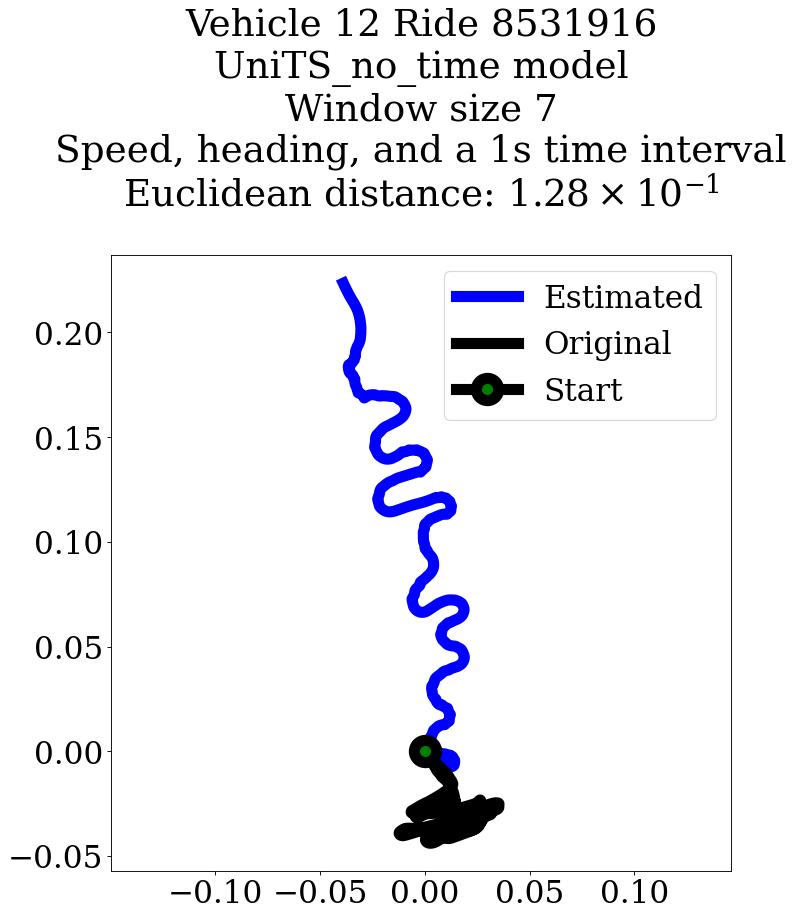 Vehicle 12 Ride 8531916
UniTS_no_time model
Window size 7
Speed, heading, and a 1s time interval
Euclidean distance: 1.28 × 10⁻¹
Estimated
Original
Start
0.20
0.15
0.10
0.05
0.00
−0.05
−0.10
−0.05
0.00
0.05
0.10